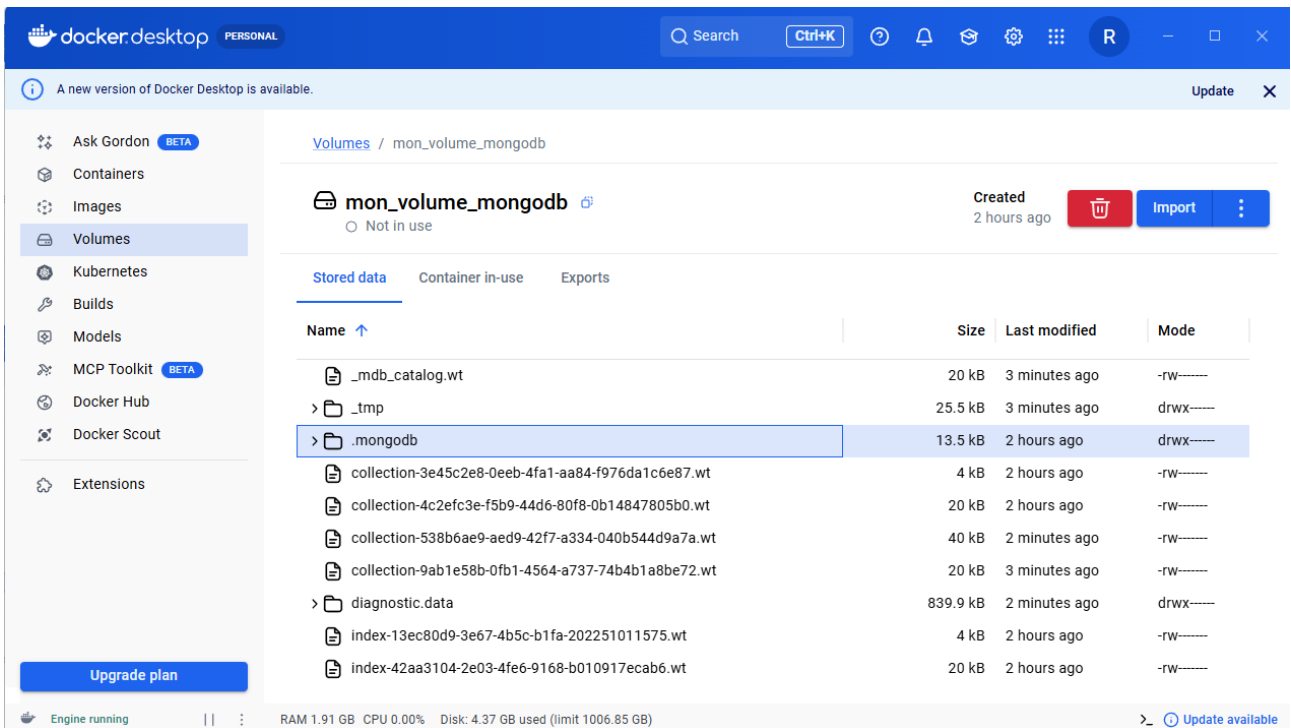 docker.desktop PERSONAL Search Ctrl+K R
A new version of Docker Desktop is available. Update
Ask Gordon BETA
Containers
Images
Volumes
Kubernetes
Builds
Models
MCP Toolkit BETA
Docker Hub
Docker Scout
Extensions
Upgrade plan
Volumes / mon_volume_mongodb
mon_volume_mongodb
Not in use
Created
2 hours ago
Import
Stored data Container in-use Exports
Name Size Last modified Mode
_mdb_catalog.wt 20 kB 3 minutes ago -rw-------
_tmp 25.5 kB 3 minutes ago drwx------
.mongodb 13.5 kB 2 hours ago drwx------
collection-3e45c2e8-0eeb-4fa1-aa84-f976da1c6e87.wt 4 kB 2 hours ago -rw-------
collection-4c2efc3e-f5b9-44d6-80f8-0b14847805b0.wt 20 kB 2 hours ago -rw-------
collection-538b6ae9-aed9-42f7-a334-040b544d9a7a.wt 40 kB 2 minutes ago -rw-------
collection-9ab1e58b-0fb1-4564-a737-74b4b1a8be72.wt 20 kB 3 minutes ago -rw-------
diagnostic.data 839.9 kB 2 minutes ago drwx------
index-13ec80d9-3e67-4b5c-b1fa-202251011575.wt 4 kB 2 hours ago -rw-------
index-42aa3104-2e03-4fe6-9168-b010917ecab6.wt 20 kB 2 hours ago -rw-------
Engine running RAM 1.91 GB CPU 0.00% Disk: 4.37 GB used (limit 1006.85 GB) >_ Update available